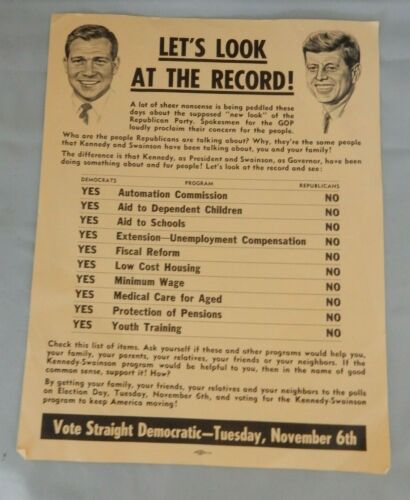 LET'S LOOK
AT THE RECORD!
A lot of sheer nonsense is being peddled these
days about the supposed "new look" of the
Republican Party. Spokesmen for the GOP
loudly proclaim their concern for the people.
Who are the people Republicans are talking about? Why, they're the same people
that Kennedy and Swainson have been talking about, you and your family!
The difference is that Kennedy, as President and Swainson, as Governor, have been
doing something about and for people! Let's look at the record and see:
DEMOCRATS PROGRAM REPUBLICANS
YES Automation Commission NO
YES Aid to Dependent Children NO
YES Aid to Schools NO
YES Extension—Unemployment Compensation NO
YES Fiscal Reform NO
YES Low Cost Housing NO
YES Minimum Wage NO
YES Medical Care for Aged NO
YES Protection of Pensions NO
YES Youth Training NO
Check this list of items. Ask yourself if these and other programs would help you,
your family, your parents, your relatives, your friends or your neighbors. If the
Kennedy-Swainson program would be helpful to you, then in the name of good
common sense, support it! How?
By getting your family, your friends, your relatives and your neighbors to the polls
on Election Day, Tuesday, November 6th, and voting for the Kennedy-Swainson
program to keep America moving!
Vote Straight Democratic—Tuesday, November 6th